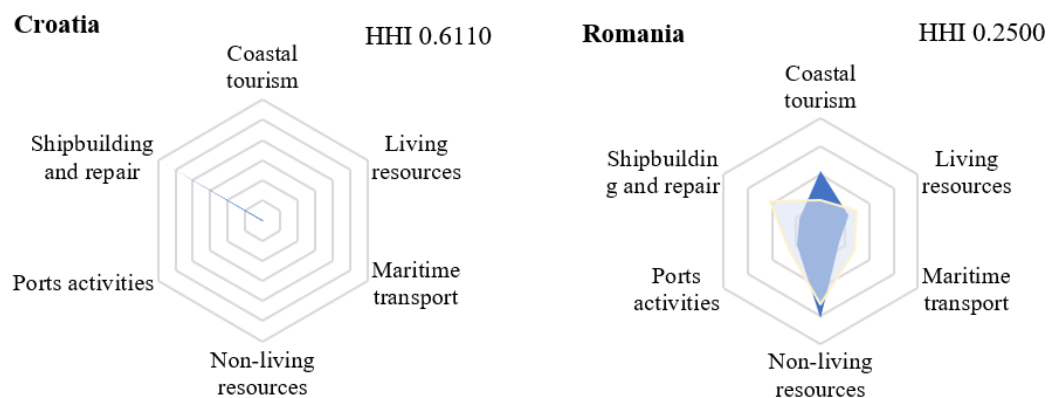 Croatia
HHI 0.6110
Coastal
tourism
Shipbuilding
and repair
Living
resources
Ports activities
Maritime
transport
Non-living
resources
Romania
HHI 0.2500
Coastal
tourism
Shipbuildin
g and repair
Living
resources
Ports
activities
Maritime
transport
Non-living
resources